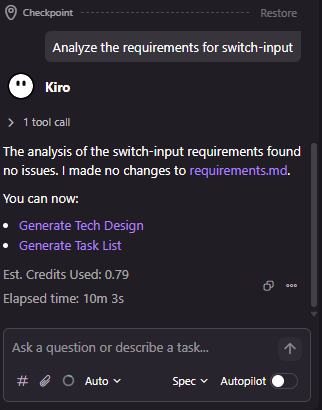 Checkpoint
Restore
Analyze the requirements for switch-input
Kiro
1 tool call
The analysis of the switch-input requirements found
no issues. I made no changes to requirements.md.
You can now:
Generate Tech Design
Generate Task List
Est. Credits Used: 0.79
Elapsed time: 10m 3s
Ask a question or describe a task...
# Auto Spec Autopilot